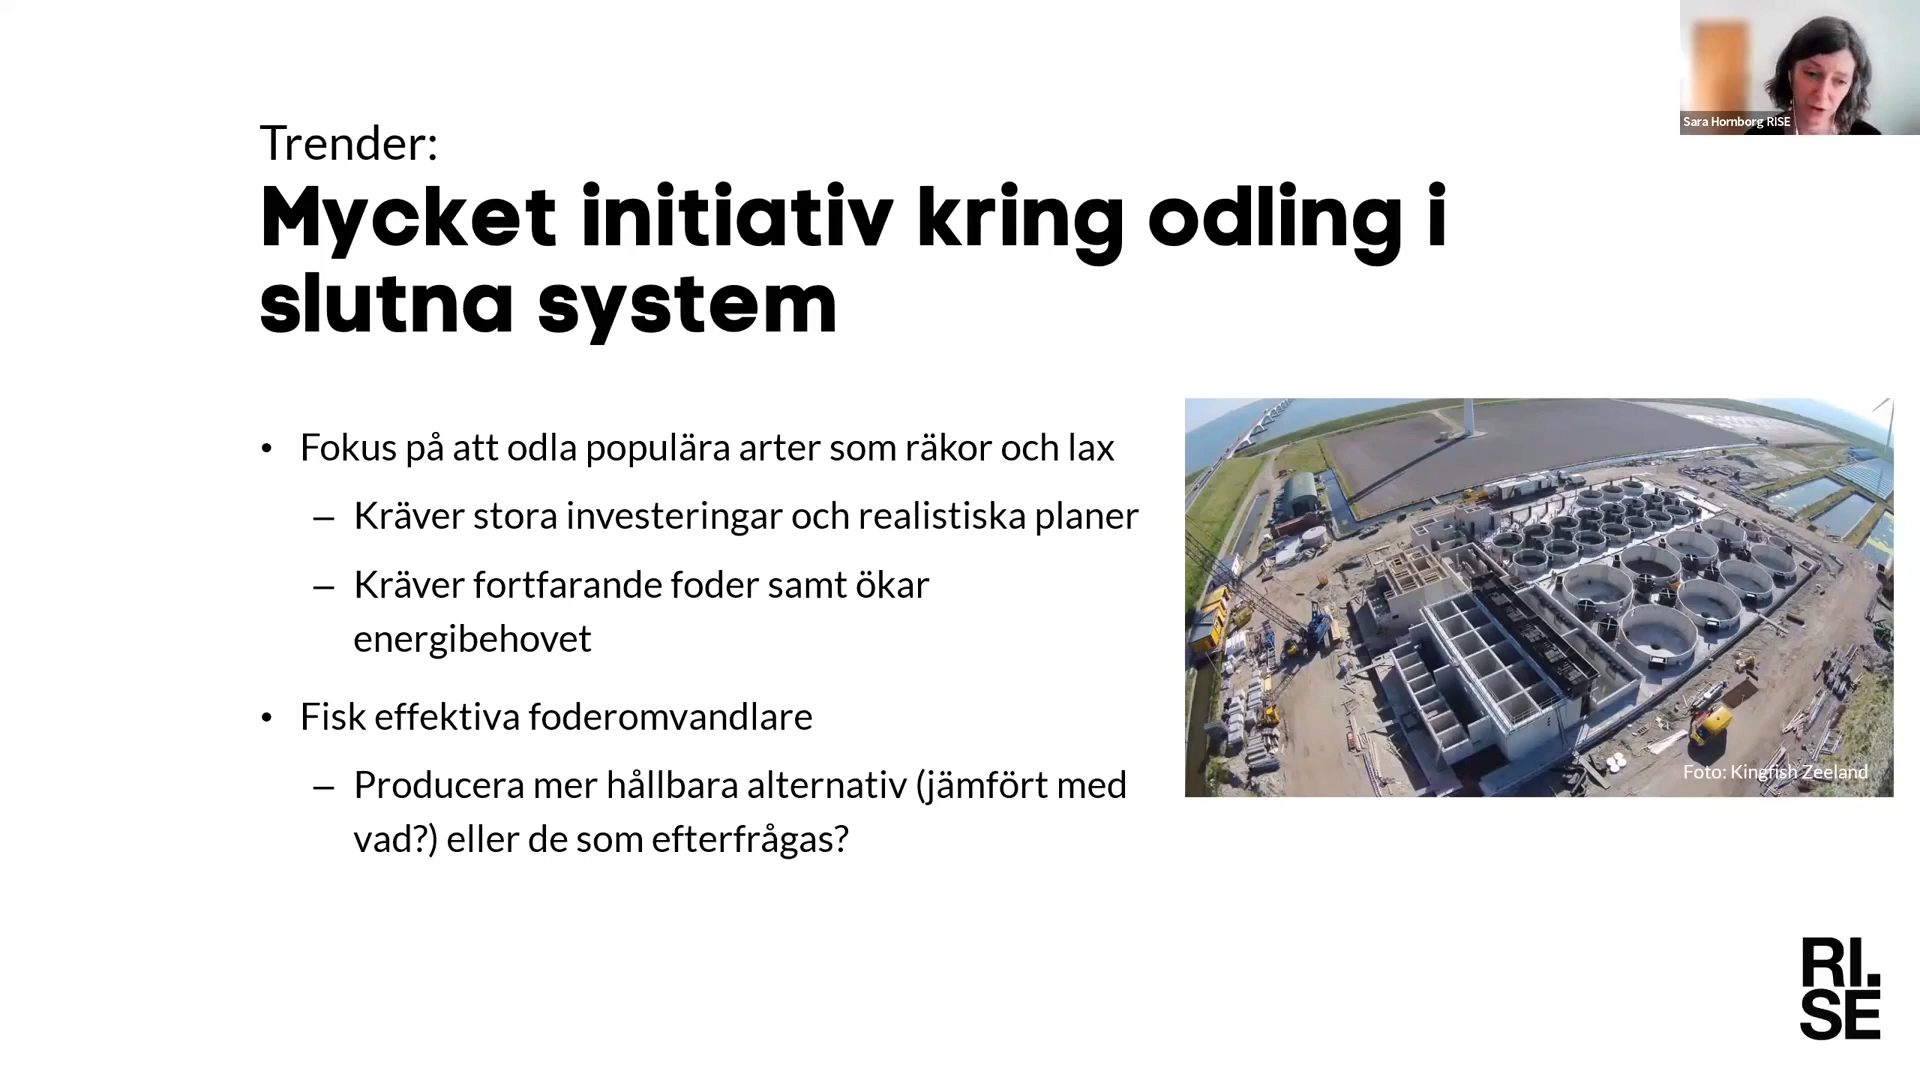 Sara Hornborg RISE
Trender:
Mycket initiativ kring odling i
slutna system
• Fokus på att odla populära arter som räkor och lax
– Kräver stora investeringar och realistiska planer
– Kräver fortfarande foder samt ökar
energibehovet
• Fisk effektiva foderomvandlare
– Producera mer hållbara alternativ (jämfört med
vad?) eller de som efterfrågas?
Foto: Kingfish Zeeland
RI.
SE